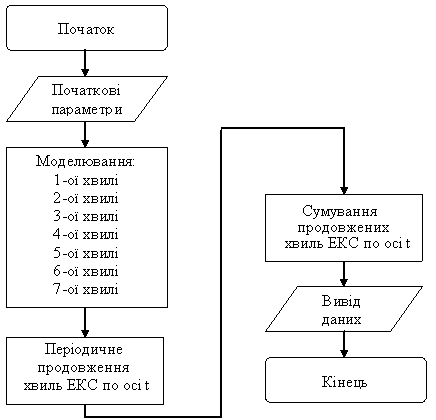 Початок
Початкові
параметри
Моделювання:
1-ої хвилі
2-ої хвилі
3-ої хвилі
4-ої хвилі
5-ої хвилі
6-ої хвилі
7-ої хвилі
Періодичне
продовження
хвиль ЕКС по осі t
Сумування
продовжених
хвиль ЕКС по осі t
Вивід
даних
Кінець